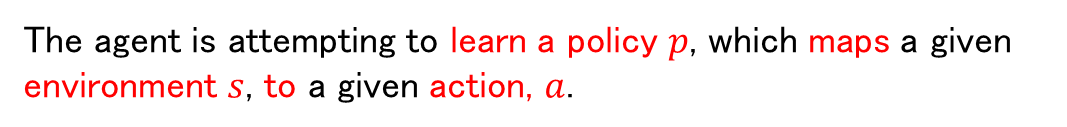 The agent is attempting to learn a policy p, which maps a given
environment s, to a given action, a.